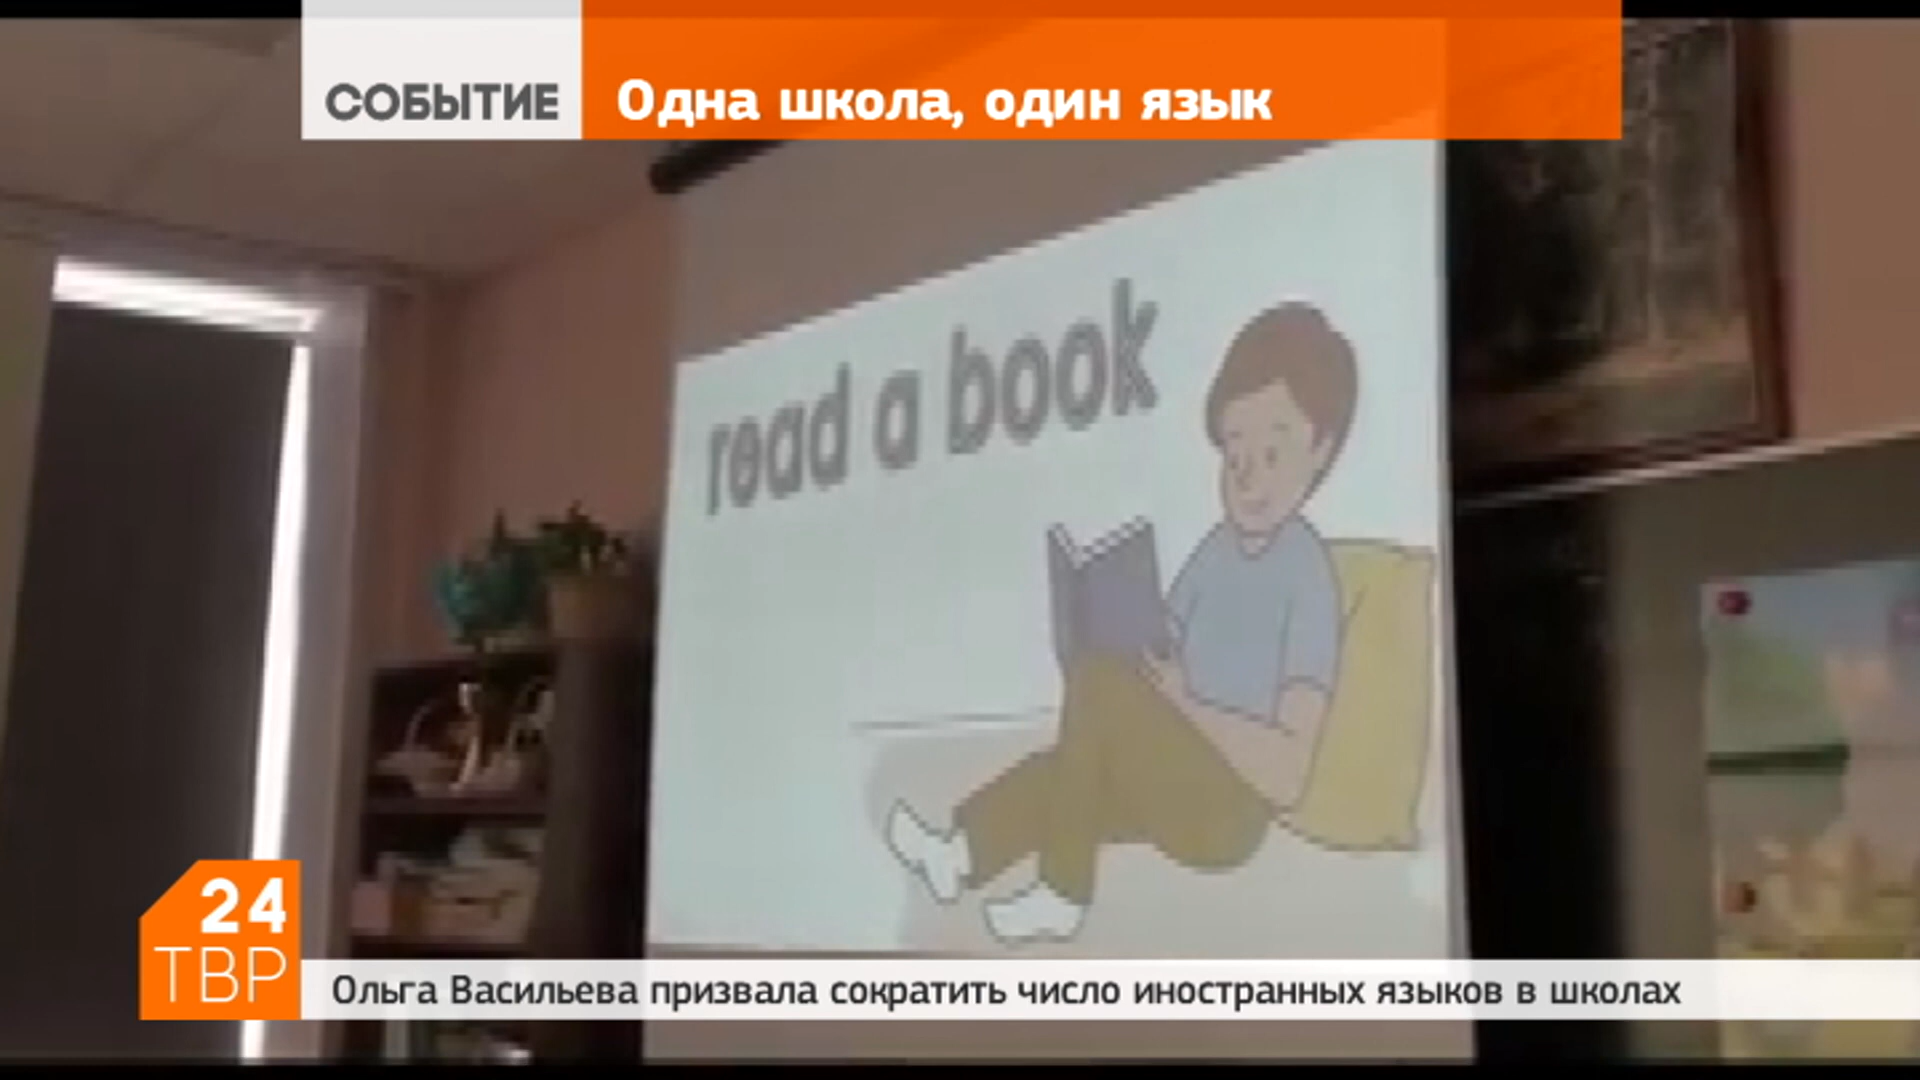 СОБЫТИЕ
Одна школа, один язык
read a book
24
ТВР
Ольга Васильева призвала сократить число иностранных языков в школах